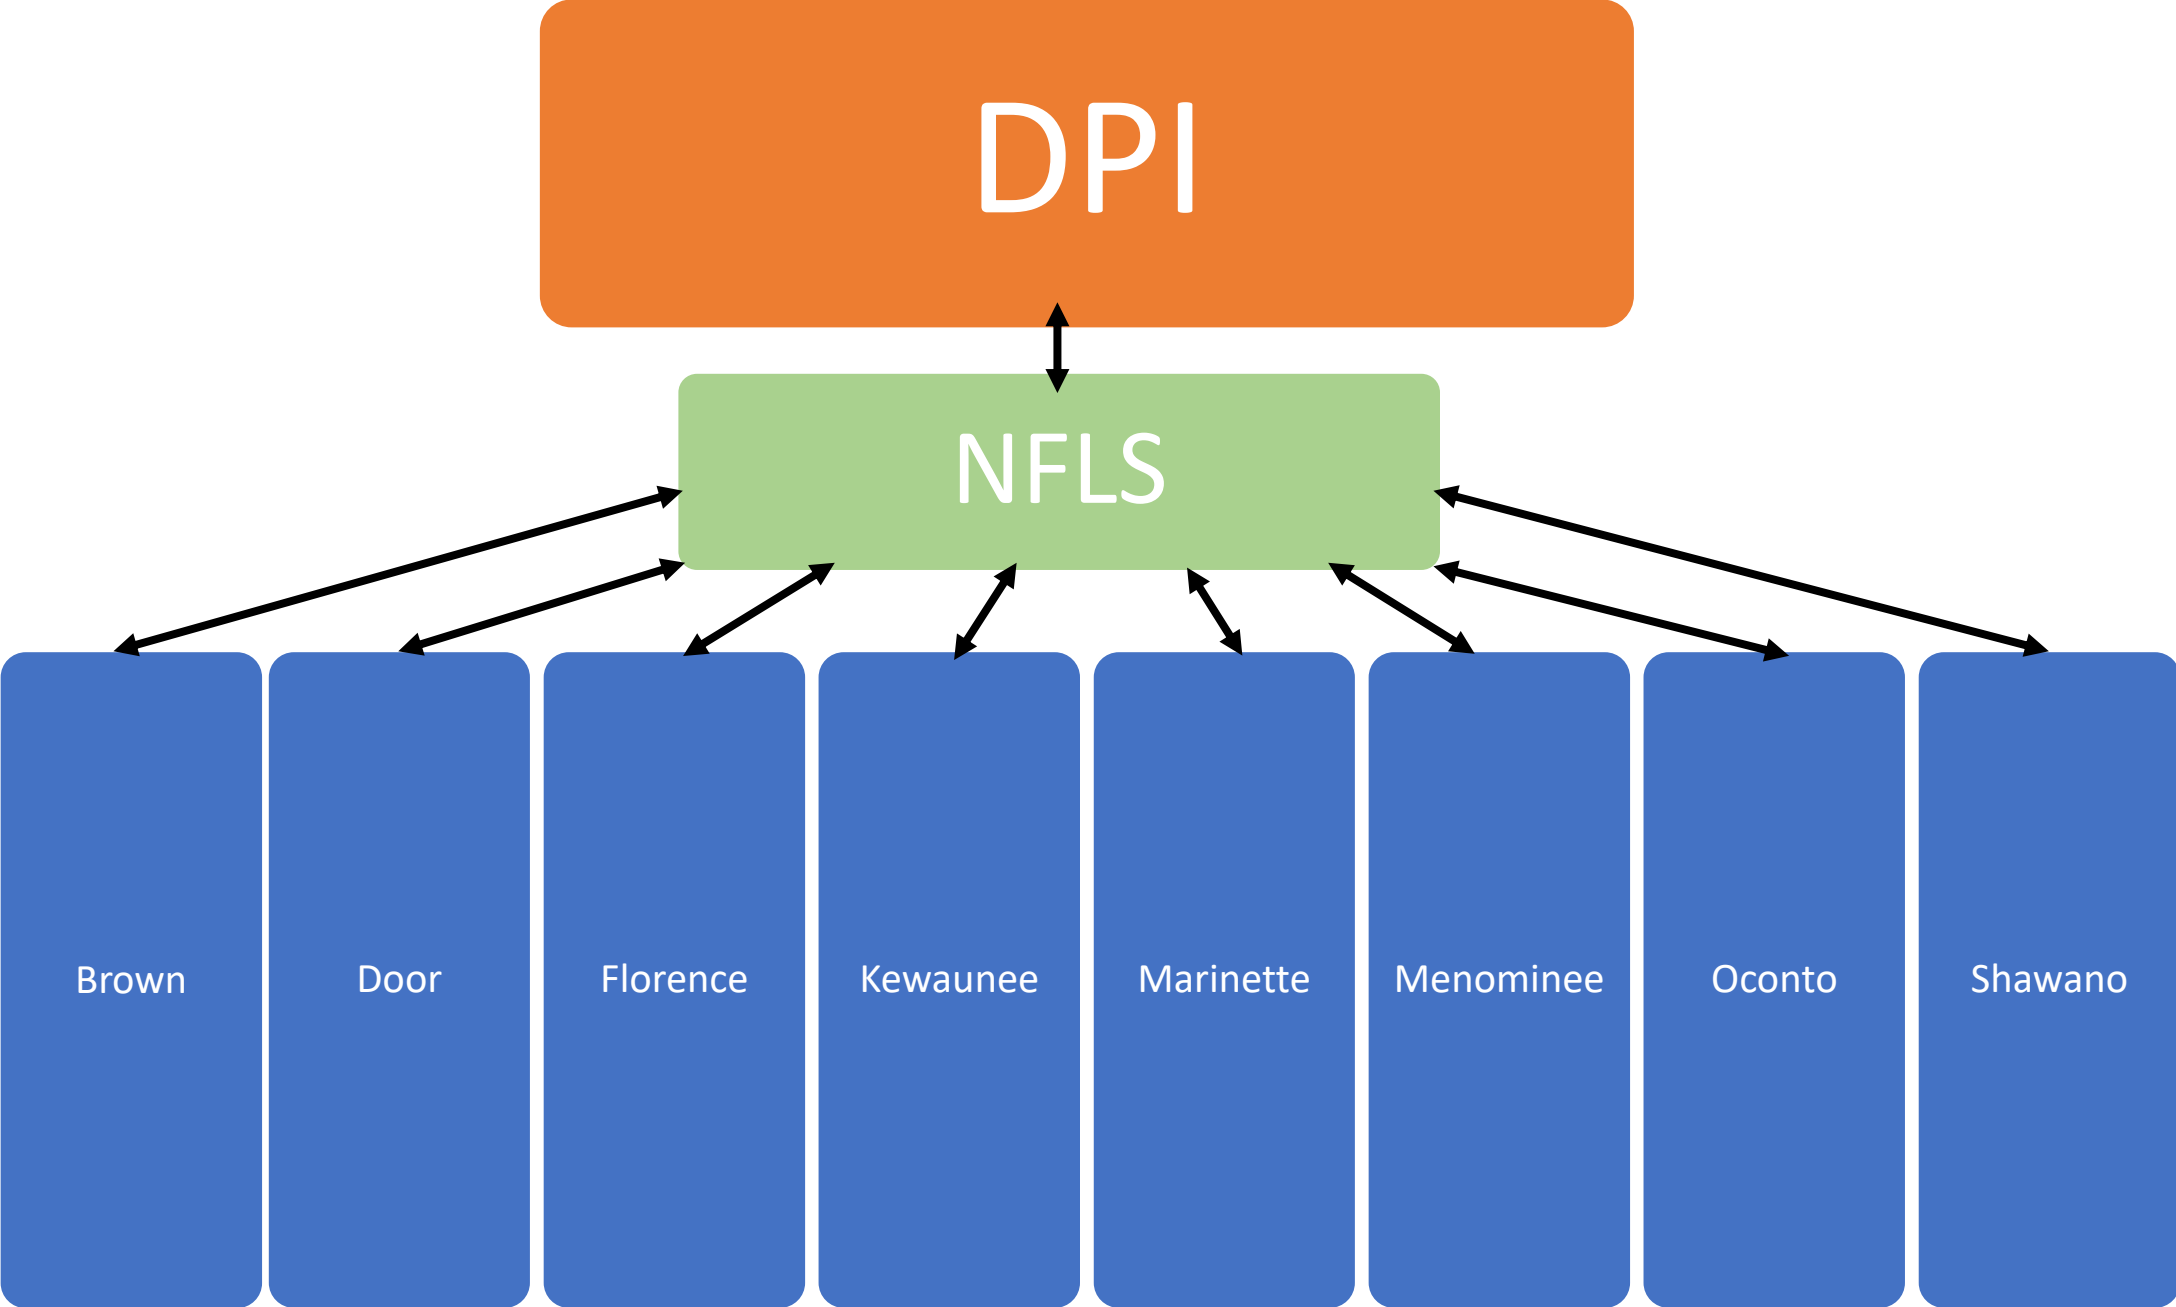 DPI
NFLS
Brown
Door
Florence
Kewaunee
Marinette
Menominee
Oconto
Shawano